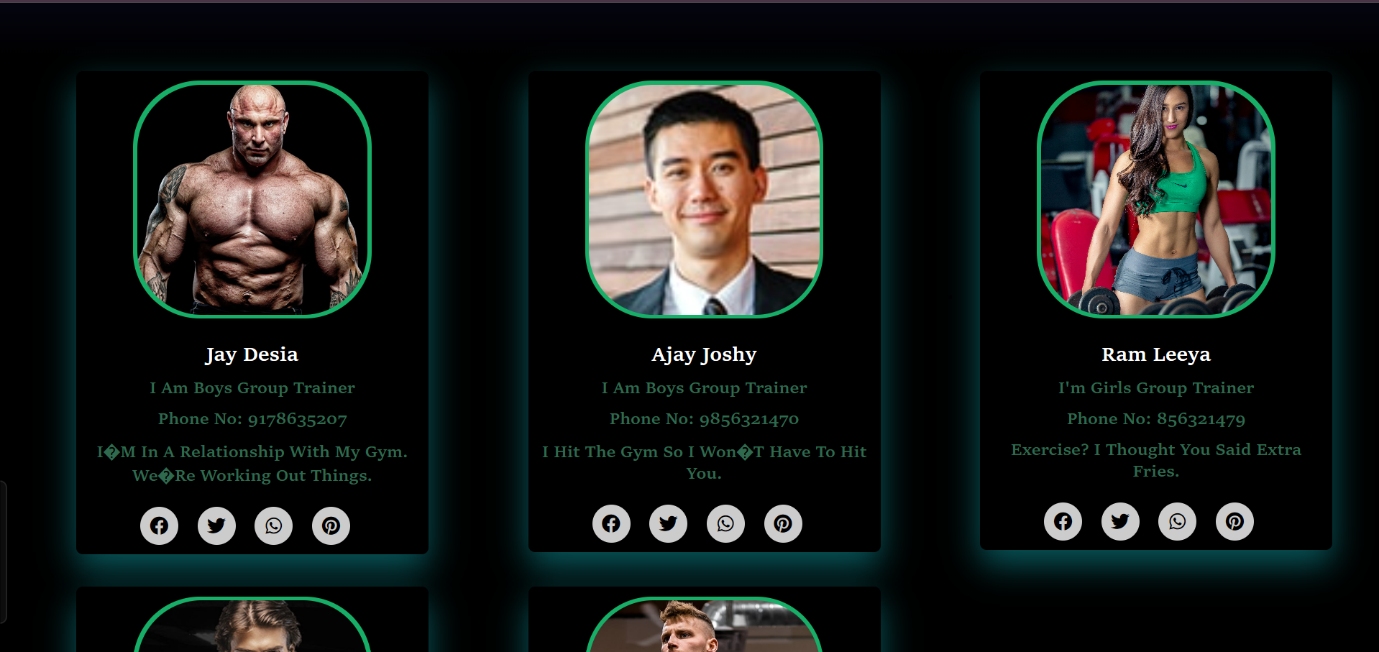 Jay Desia
I Am Boys Group Trainer
Phone No: 9178635207
I�M In A Relationship With My Gym.
We�Re Working Out Things.
Ajay Joshy
I Am Boys Group Trainer
Phone No: 9856321470
I Hit The Gym So I Won�T Have To Hit
You.
Ram Leeya
I'm Girls Group Trainer
Phone No: 856321479
Exercise? I Thought You Said Extra
Fries.